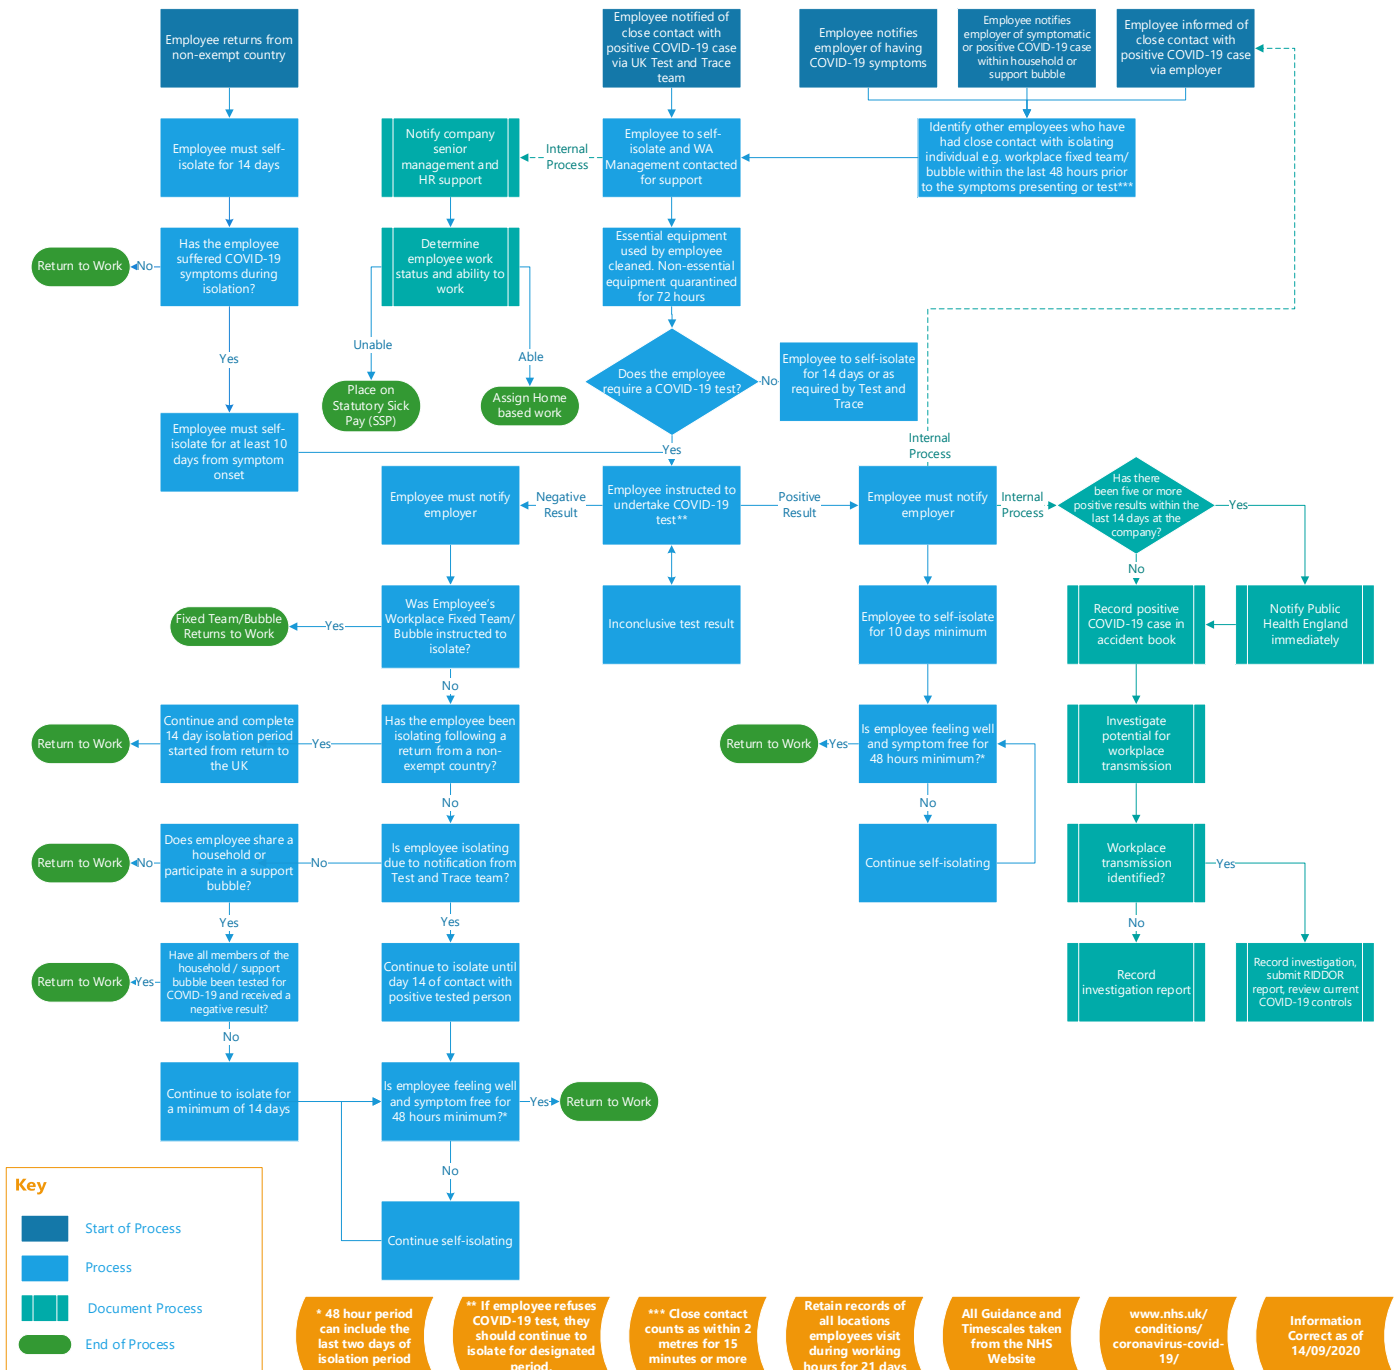 Employee returns from
non-exempt country
Employee notified of
close contact with
positive COVID-19 case
via UK Test and Trace
team
Employee notifies
employer of having
COVID-19 symptoms
Employee notifies
employer of symptomatic
or positive COVID-19 case
within household or
support bubble
Employee informed of
close contact with
positive COVID-19 case
via employer
Employee must self-
isolate for 14 days
Notify company
senior
management and
HR support
Internal
Process
Employee to self-
isolate and WA
Management contacted
for support
Identify other employees who have
had close contact with isolating
individual e.g. workplace fixed team/
bubble within the last 48 hours prior
to the symptoms presenting or test***
Return to Work
No
Has the employee
suffered COVID-19
symptoms during
isolation?
Determine
employee work
status and ability to
work
Essential equipment
used by employee
cleaned. Non-essential
equipment quarantined
for 72 hours
Yes
Unable
Able
Place on
Statutory Sick
Pay (SSP)
Assign Home
based work
Does the employee
require a COVID-19 test?
No
Employee to self-isolate
for 14 days or as
required by Test and
Trace
Employee must self-
isolate for at least 10
days from symptom
onset
Yes
Internal
Process
Employee must notify
employer
Negative
Result
Employee instructed to
undertake COVID-19
test**
Positive
Result
Employee must notify
employer
Internal
Process
Has there
been five or more
positive results within the
last 14 days at the
company?
Yes
No
Fixed Team/Bubble
Returns to Work
Yes
Was Employee's
Workplace Fixed Team/
Bubble instructed to
isolate?
Inconclusive test result
Employee to self-isolate
for 10 days minimum
Record positive
COVID-19 case in
accident book
Notify Public
Health England
immediately
No
Return to Work
Continue and complete
14 day isolation period
started from return to
the UK
Yes
Has the employee been
isolating following a
return from a non-
exempt country?
Return to Work
Yes
Is employee feeling well
and symptom free for
48 hours minimum?*
Investigate
potential for
workplace
transmission
No
No
Return to Work
No
Does employee share a
household or
participate in a support
bubble?
No
Is employee isolating
due to notification from
Test and Trace team?
Continue self-isolating
Workplace
transmission
identified?
Yes
Yes
Yes
No
Return to Work
Yes
Have all members of the
household / support
bubble been tested for
COVID-19 and received a
negative result?
Continue to isolate until
day 14 of contact with
positive tested person
Record
investigation report
Record investigation,
submit RIDDOR
report, review current
COVID-19 controls
No
Continue to isolate for
a minimum of 14 days
Is employee feeling well
and symptom free for
48 hours minimum?*
Yes
Return to Work
No
Continue self-isolating
Key
Start of Process
Process
Document Process
End of Process
* 48 hour period
can include the
last two days of
isolation period
** If employee refuses
COVID-19 test, they
should continue to
isolate for designated
period.
*** Close contact
counts as within 2
metres for 15
minutes or more
Retain records of
all locations
employees visit
during working
hours for 21 days
All Guidance and
Timescales taken
from the NHS
Website
www.nhs.uk/
conditions/
coronavirus-covid-
19/
Information
Correct as of
14/09/2020